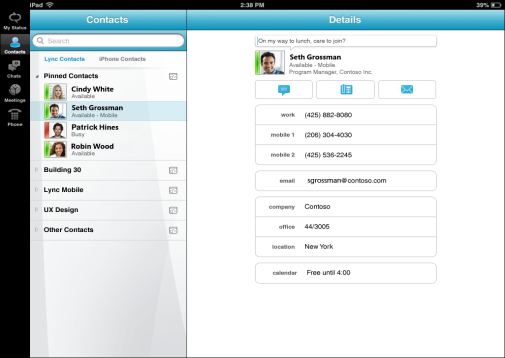 iPad
2:38 PM
39%
My Status
Contacts
Chats
Meetings
Phone
Contacts
Search
Lync Contacts
iPhone Contacts
Pinned Contacts
Cindy White
Available
Seth Grossman
Available - Mobile
Patrick Hines
Busy
Robin Wood
Available
Building 30
Lync Mobile
UX Design
Other Contacts
Details
On my way to lunch, care to join?
Seth Grossman
Available - Mobile
Program Manager, Contoso Inc.
work (425) 882-8080
mobile 1 (206) 304-4030
mobile 2 (425) 536-2245
email sgrossman@contoso.com
company Contoso
office 44/3005
location New York
calendar Free until 4:00